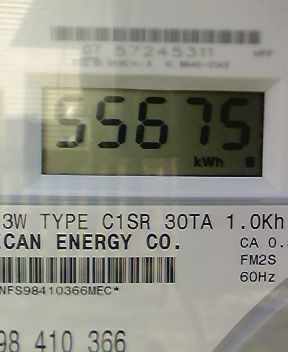 07 57245311
55675
kWh
3W TYPE C1SR 30TA 1.0Kh
ICAN ENERGY CO.
CA 0.
FM2S
60Hz
NFS98410366MEC*
98 410 366